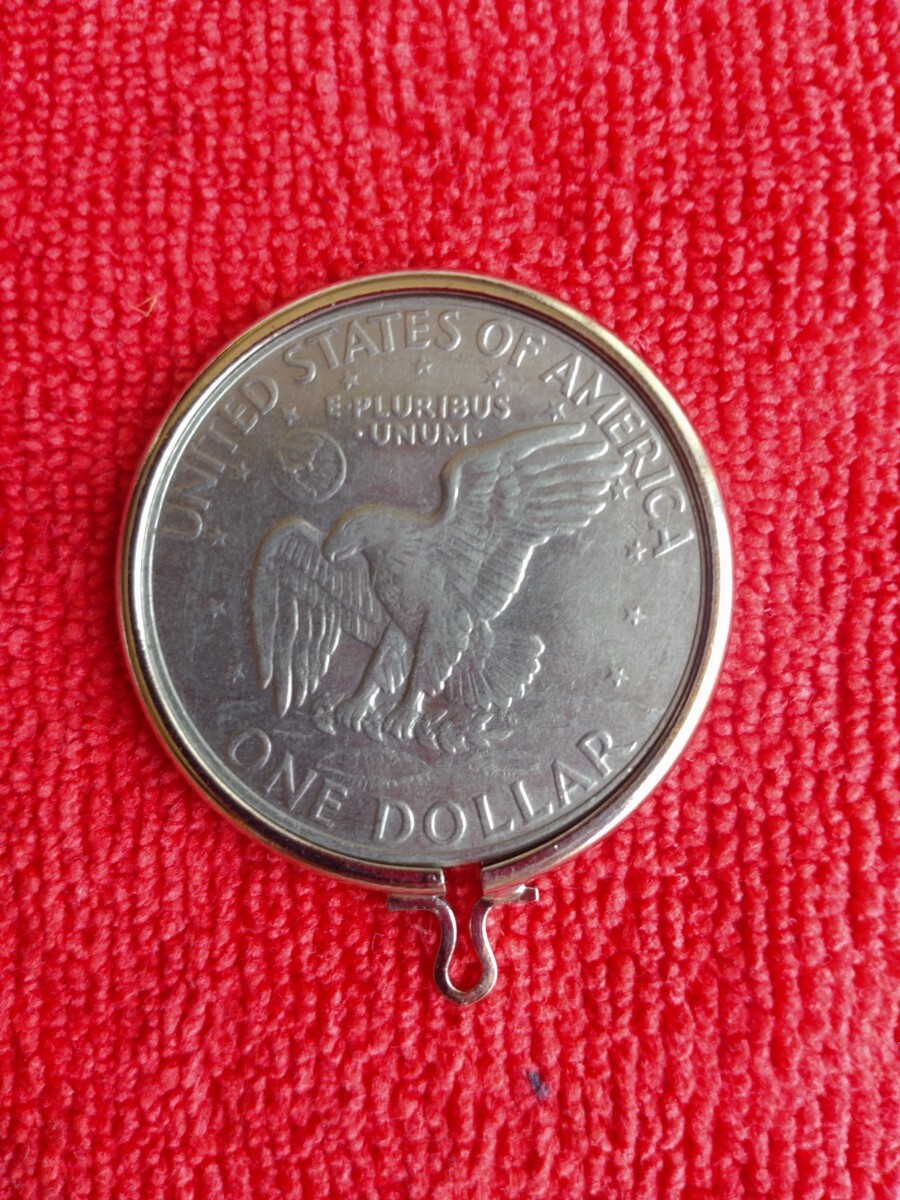 UNITED STATES OF AMERICA
E·PLURIBUS
·UNUM·
ONE DOLLAR